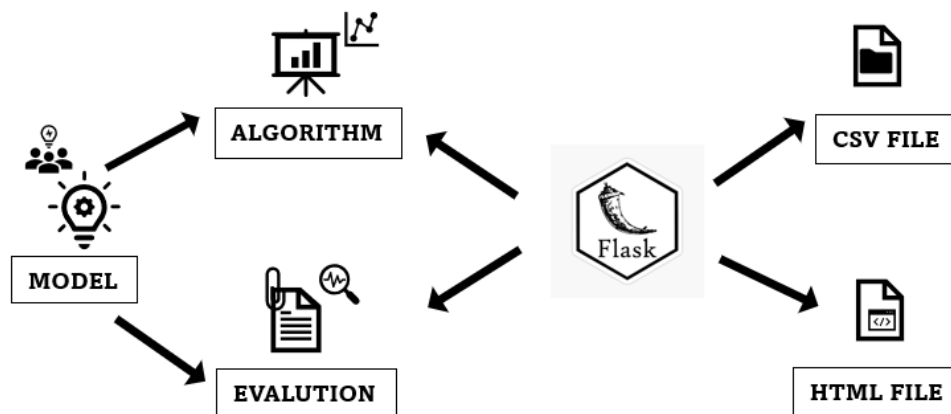 ALGORITHM
CSV FILE
Flask
</>
MODEL
EVALUTION
HTML FILE